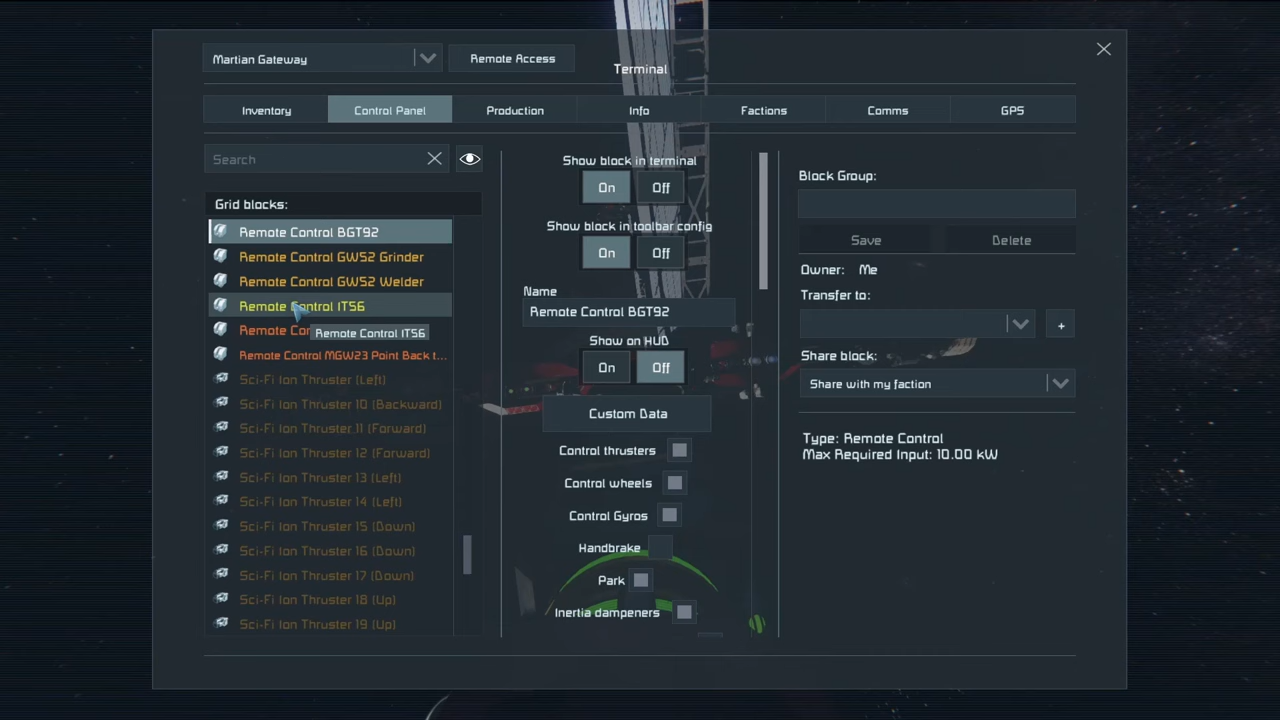 Martian Gateway
Remote Access
Terminal
Inventory
Control Panel
Production
Info
Factions
Comms
GPS
Search
Grid blocks:
Remote Control BGT92
Remote Control GW52 Grinder
Remote Control GW52 Welder
Remote Control IT56
Remote Co
Remote Control IT56
Remote Control MGW23 Point Back t...
Sci-Fi Ion Thruster (Left)
Sci-Fi Ion Thruster 10 (Backward)
Sci-Fi Ion Thruster 11 (Forward)
Sci-Fi Ion Thruster 12 (Forward)
Sci-Fi Ion Thruster 13 (Left)
Sci-Fi Ion Thruster 14 (Left)
Sci-Fi Ion Thruster 15 (Down)
Sci-Fi Ion Thruster 16 (Down)
Sci-Fi Ion Thruster 17 (Down)
Sci-Fi Ion Thruster 18 (Up)
Sci-Fi Ion Thruster 19 (Up)
Show block in terminal
On Off
Show block in toolbar config
On Off
Name
Remote Control BGT92
Show on HUD
On Off
Custom Data
Control thrusters
Control wheels
Control Gyros
Handbrake
Park
Inertia dampeners
Block Group:
Save
Delete
Owner: Me
Transfer to:
+
Share block:
Share with my faction
Type: Remote Control
Max Required Input: 10.00 kW